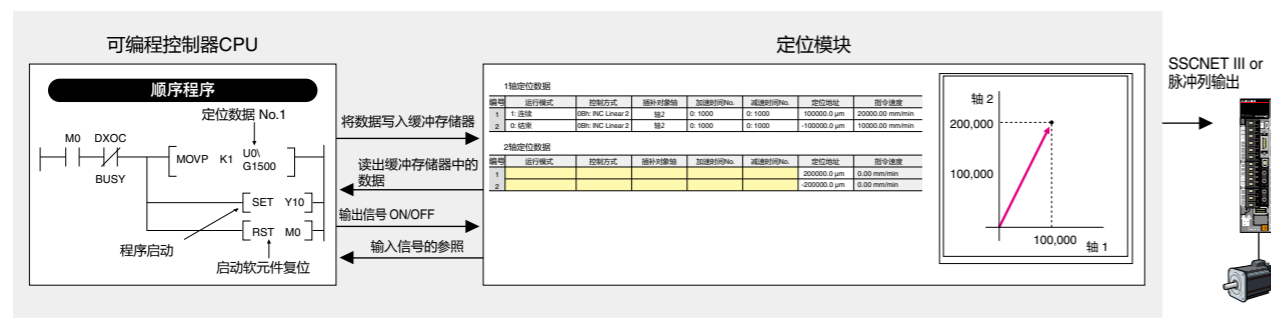 可编程控制器CPU
定位模块
SSCNET III or
脉冲列输出
顺序程序
定位数据 No.1
M0 DXOC
BUSY
MOVP K1 U0\
G1500
SET Y10
RST M0
程序启动
启动软元件复位
将数据写入缓冲存储器
读出缓冲存储器中的
数据
输出信号 ON/OFF
输入信号的参照
1轴定位数据
编号 运行模式 控制方式 插补对象轴 加速时间No. 减速时间No. 定位地址 指令速度
1 1: 连续 0Bh: INC Linear 2 轴2 0: 1000 0: 1000 100000.0 μm 20000.00 mm/min
2 0: 结束 0Bh: INC Linear 2 轴2 0: 1000 0: 1000 -100000.0 μm 10000.00 mm/min
2轴定位数据
编号 运行模式 控制方式 插补对象轴 加速时间No. 减速时间No. 定位地址 指令速度
1 200000.0 μm 0.00 mm/min
2 -200000.0 μm 0.00 mm/min
轴 2
200,000
100,000
100,000
轴 1